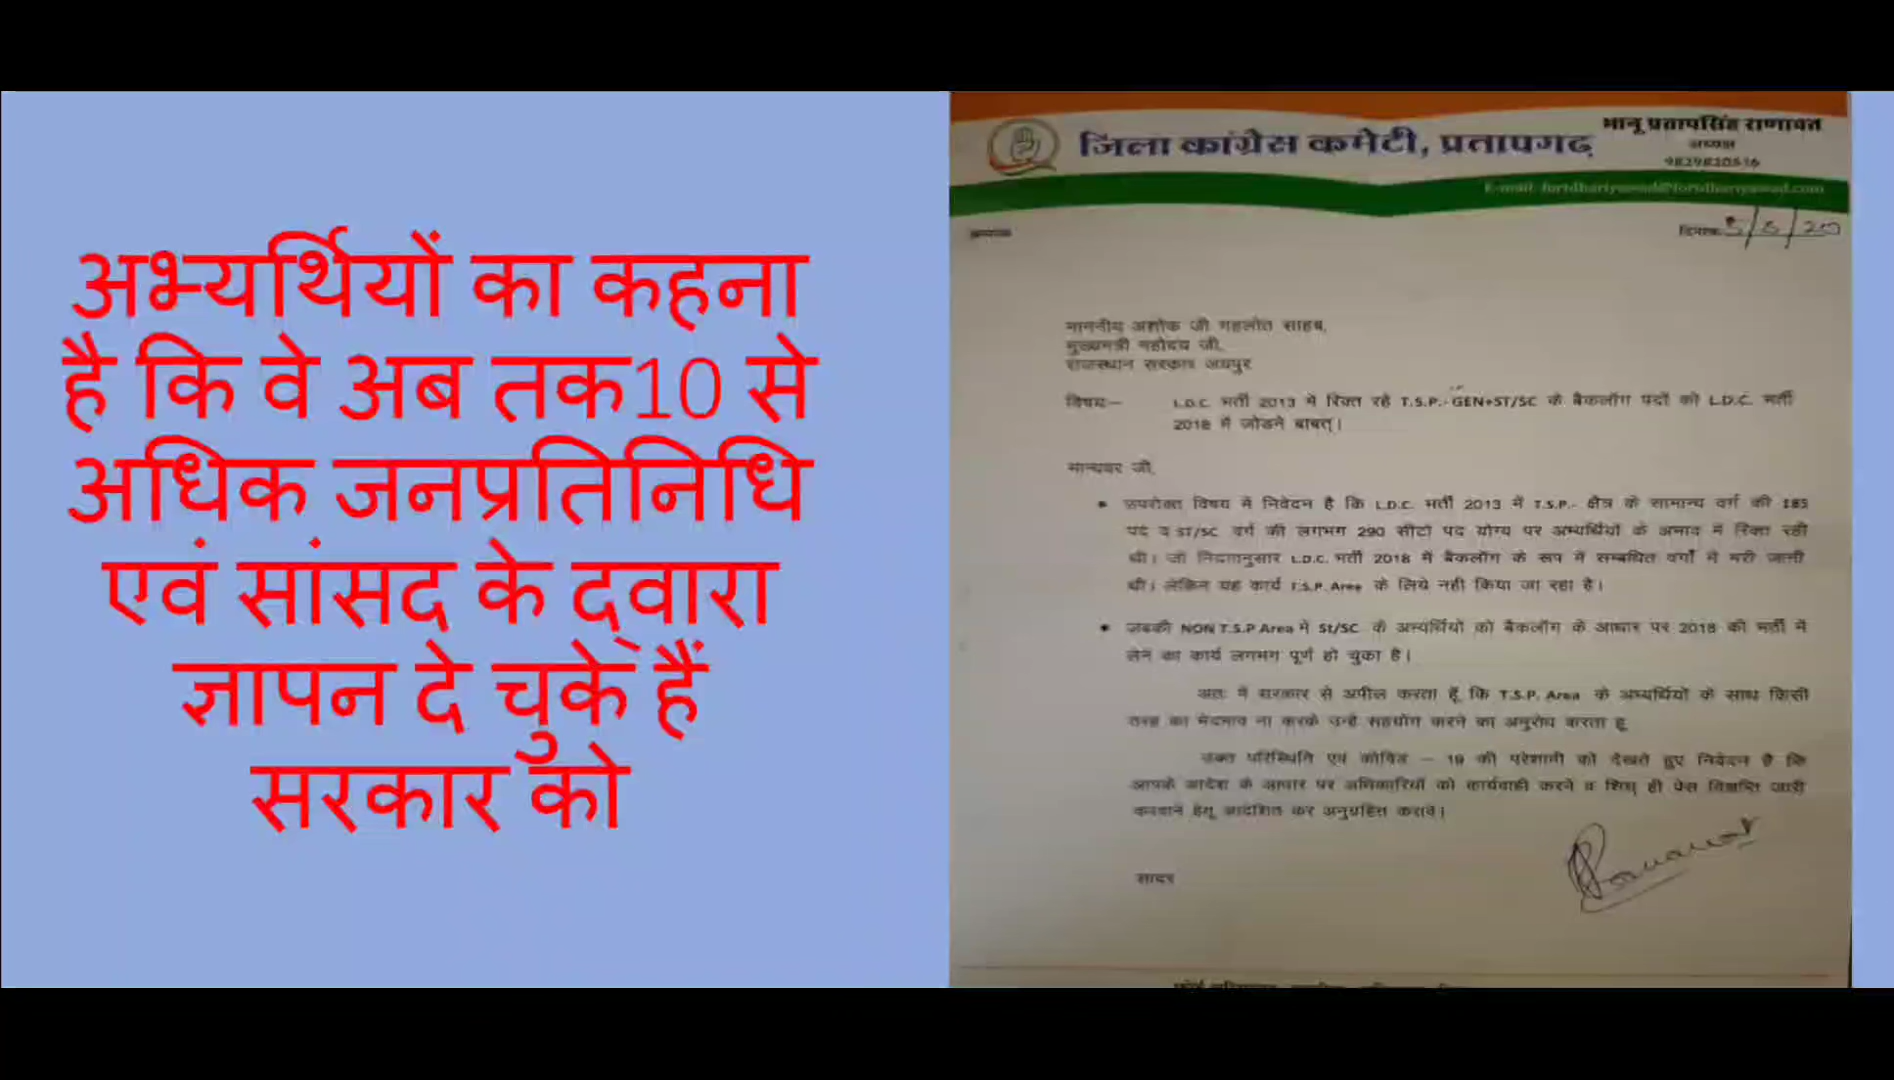 अभ्यर्थियों का कहना
है कि वे अब तक10 से
अधिक जनप्रतिनिधि
एवं सांसद के द्वारा
ज्ञापन दे चुके हैं
सरकार को
जिला कांग्रेस कमेटी, प्रतापगढ़
भानू प्रतापसिंह राणावत
अध्यक्ष
9829820516
E-mail:
दिनांक 5/6/20
माननीय अशोक जी गहलोत साहब,
मुख्यमन्त्री महोदय जी,
राजस्थान सरकार जयपुर
विषय:— L.D.C. भर्ती 2013 में रिक्त रहे T.S.P.- GEN+ST/SC के बैकलॉग पदों को L.D.C. भर्ती
2018 में जोडने बाबत्।
मान्यवर जी,
• उपरोक्त विषय में निवेदन है कि L.D.C. भर्ती 2013 में T.S.P.- क्षैत्र के सामान्य वर्ग की 185
पद व ST/SC वर्ग की लगभग 290 सीटों पद योग्य पर अभ्यर्थियों के अभाव में रिक्त रही
थी। जो नियमानुसार L.D.C. भर्ती 2018 में बैकलॉग के रूप में सम्बधित वर्गों में भरी जानी
थी। लेकिन यह कार्य T.S.P. Area के लिये नही किया जा रहा है।
• जबकी NON T.S.P Area में St/SC के अभ्यर्थियों को बैकलॉग के आधार पर 2018 की भर्ती में
लेने का कार्य लगभग पूर्ण हो चुका है।
अतः में सरकार से अपील करता हूँ कि T.S.P. Area के अभ्यर्थियों के साथ किसी
तरह का भेदभाव ना करके उन्हे सहयोग करने का अनुरोध करता हू
उक्त परिस्थिति एवं कोविड – 19 की परेशानी को देखते हुए निवेदन है कि
आपके आदेश के आधार पर अधिकारियों को कार्यवाही करने व शिघ्र ही प्रेस विज्ञप्ति जारी
करवाने हेतू आदेशित कर अनुग्रहित करावें।
सादर